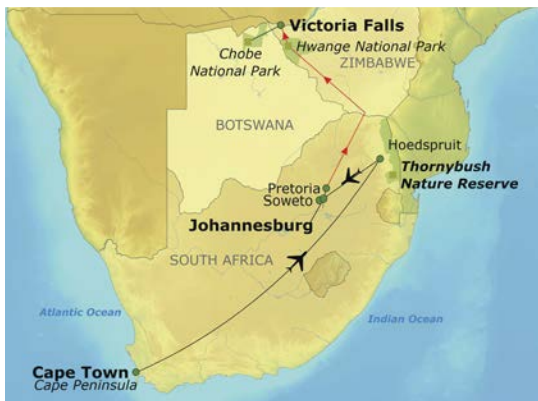 Victoria Falls
Chobe
National Park
Hwange National Park
ZIMBABWE
BOTSWANA
Hoedspruit
Thornybush
Nature Reserve
Pretoria
Soweto
Johannesburg
SOUTH AFRICA
Atlantic Ocean
Indian Ocean
Cape Town
Cape Peninsula